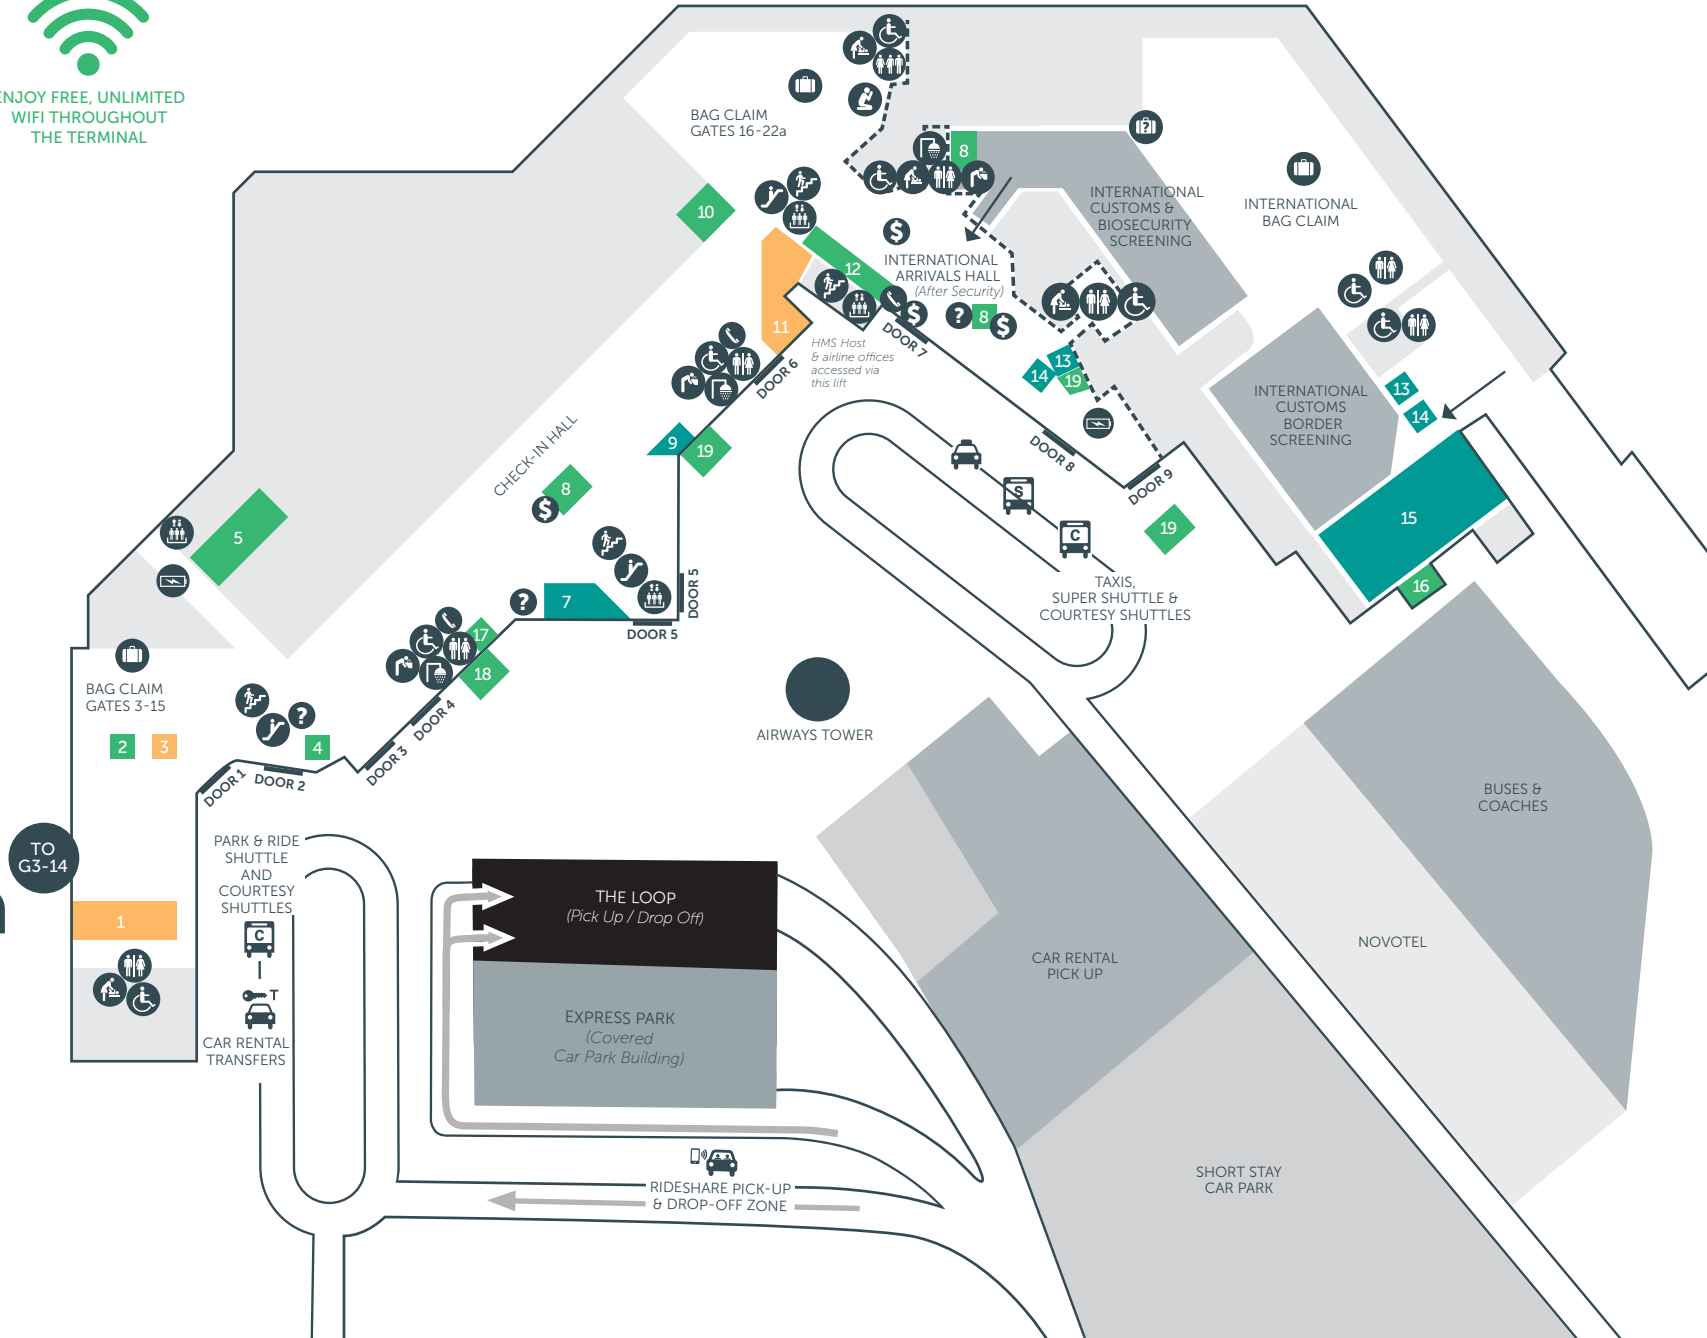 ENJOY FREE, UNLIMITED
WIFI THROUGHOUT
THE TERMINAL
BAG CLAIM
GATES 16-22a
8
INTERNATIONAL
CUSTOMS &
BIOSECURITY
SCREENING
INTERNATIONAL
BAG CLAIM
10
$
INTERNATIONAL
ARRIVALS HALL
(After Security)
12
11
$
DOOR 7
?
8
$
HMS Host
& airline offices
accessed via
this lift
DOOR 6
13
14
19
INTERNATIONAL
CUSTOMS
BORDER
SCREENING
13
14
CHECK-IN HALL
9
19
DOOR 8
DOOR 9
8
$
S
C
19
15
5
TAXIS,
SUPER SHUTTLE &
COURTESY SHUTTLES
16
?
7
DOOR 5
DOOR 5
17
18
BAG CLAIM
GATES 3-15
?
2
3
4
DOOR 4
DOOR 3
DOOR 2
DOOR 1
AIRWAYS TOWER
BUSES &
COACHES
TO
G3-14
PARK & RIDE
SHUTTLE
AND
COURTESY
SHUTTLES
C
1
T
CAR RENTAL
TRANSFERS
THE LOOP
(Pick Up / Drop Off)
EXPRESS PARK
(Covered
Car Park Building)
CAR RENTAL
PICK UP
NOVOTEL
RIDESHARE PICK-UP
& DROP-OFF ZONE
SHORT STAY
CAR PARK